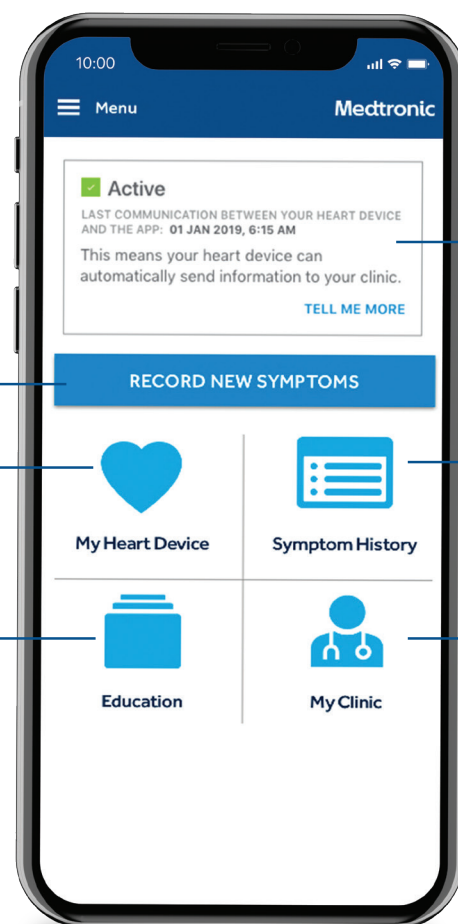 10:00
Menu
Medtronic
Active
LAST COMMUNICATION BETWEEN YOUR HEART DEVICE
AND THE APP: 01 JAN 2019, 6:15 AM
This means your heart device can
automatically send information to your clinic.
TELL ME MORE
RECORD NEW SYMPTOMS
My Heart Device
Symptom History
Education
My Clinic